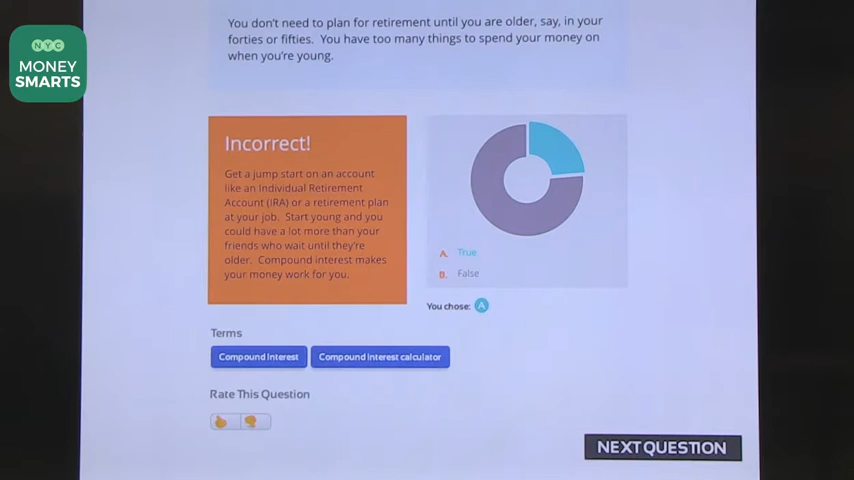 NYC
MONEY
SMARTS
You don't need to plan for retirement until you are older, say, in your
forties or fifties. You have too many things to spend your money on
when you're young.
Incorrect!
Get a jump start on an account
like an Individual Retirement
Account (IRA) or a retirement plan
at your job. Start young and you
could have a lot more than your
friends who wait until they're
older. Compound interest makes
your money work for you.
A. True
B. False
You chose: A
Terms
Compound Interest
Compound interest calculator
Rate This Question
NEXT QUESTION